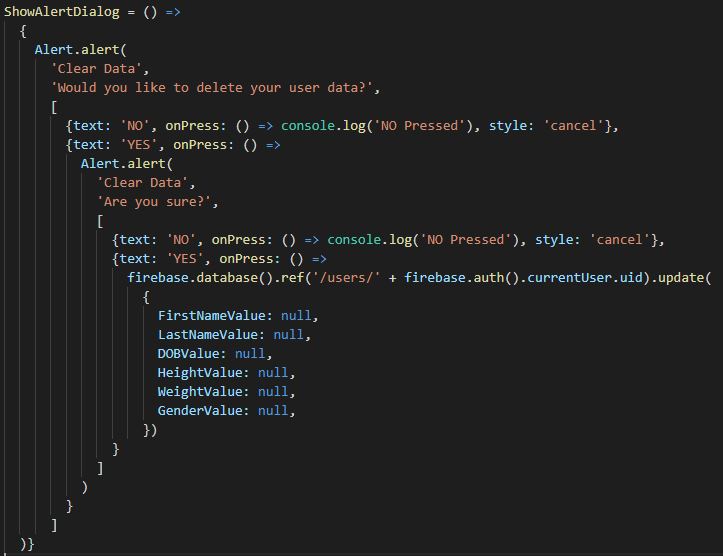 ShowAlertDialog = () =>
  {
    Alert.alert(
      'Clear Data',
      'Would you like to delete your user data?',
      [
        {text: 'NO', onPress: () => console.log('NO Pressed'), style: 'cancel'},
        {text: 'YES', onPress: () =>
          Alert.alert(
            'Clear Data',
            'Are you sure?',
            [
              {text: 'NO', onPress: () => console.log('NO Pressed'), style: 'cancel'},
              {text: 'YES', onPress: () =>
                firebase.database().ref('/users/' + firebase.auth().currentUser.uid).update(
                  {
                    FirstNameValue: null,
                    LastNameValue: null,
                    DOBValue: null,
                    HeightValue: null,
                    WeightValue: null,
                    GenderValue: null,
                  })
              }
            ]
          )
        }
      ]
  )}